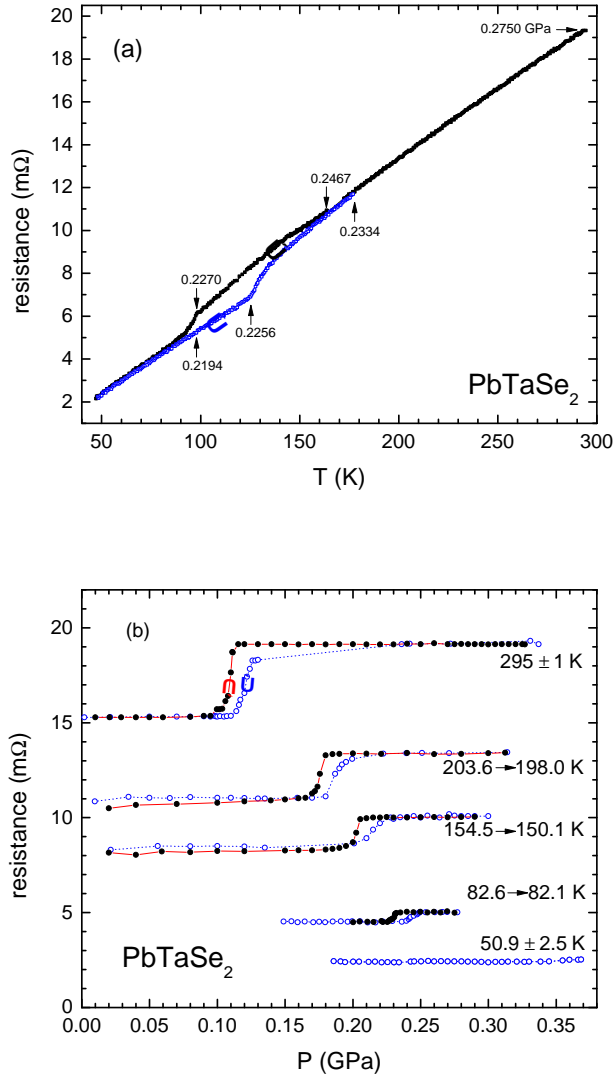 (a)
0.2750 GPa
0.2467
0.2334
0.2270
0.2256
0.2194
PbTaSe2
resistance (mΩ)
20
18
16
14
12
10
8
6
4
2
50 100 150 200 250 300
T (K)
(b)
295 ± 1 K
203.6→198.0 K
154.5→150.1 K
82.6→82.1 K
50.9 ± 2.5 K
PbTaSe2
resistance (mΩ)
20
15
10
5
0
0.00 0.05 0.10 0.15 0.20 0.25 0.30 0.35
P (GPa)